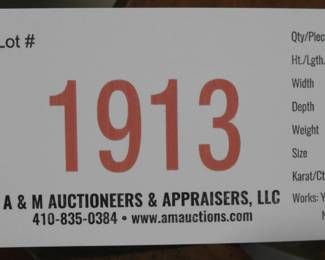 Lot #
1913
A & M AUCTIONEERS & APPRAISERS, LLC
410-835-0384 • www.amauctions.com
Qty/Piec
Ht./Lgth.
Width
Depth
Weight
Size
Karat/Ct
Works: Y
N